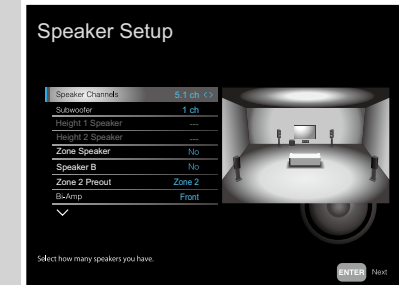 Speaker Setup
Speaker Channels 5.1 ch <>
Subwoofer 1 ch
Height 1 Speaker ---
Height 2 Speaker ---
Zone Speaker No
Speaker B No
Zone 2 Preout Zone 2
Bi-Amp Front
Select how many speakers you have.
ENTER Next